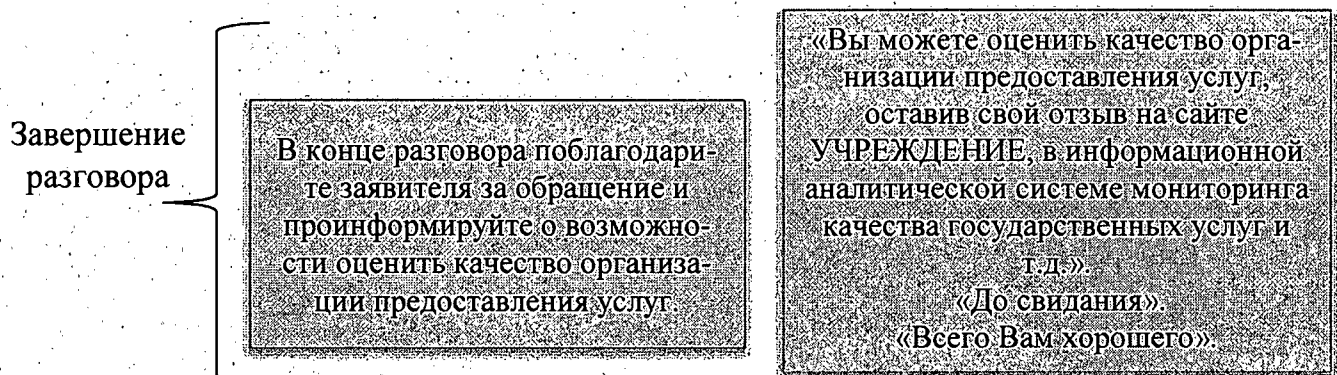 Завершение
разговора
В конце разговора поблагодари-
те заявителя за обращение и
проинформируйте о возможно-
сти оценить качество организа-
ции предоставления услуг.
«Вы можете оценить качество орга-
низации предоставления услуг,
оставив свой отзыв на сайте
УЧРЕЖДЕНИЕ, в информационной
аналитической системе мониторинга
качества государственных услуг и
т.д.».
«До свидания».
«Всего Вам хорошего».